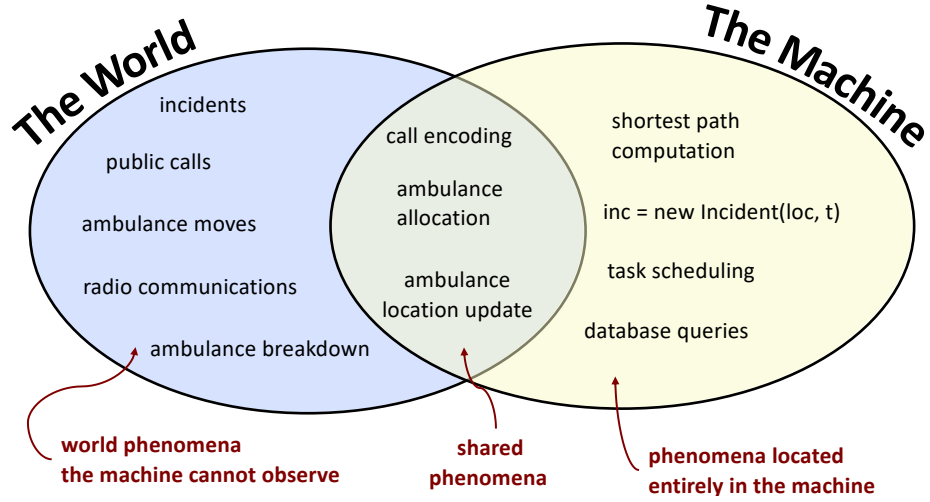 The World
The Machine
incidents
public calls
ambulance moves
radio communications
ambulance breakdown
call encoding
ambulance
allocation
ambulance
location update
shortest path
computation
inc = new Incident(loc, t)
task scheduling
database queries
world phenomena
the machine cannot observe
shared
phenomena
phenomena located
entirely in the machine